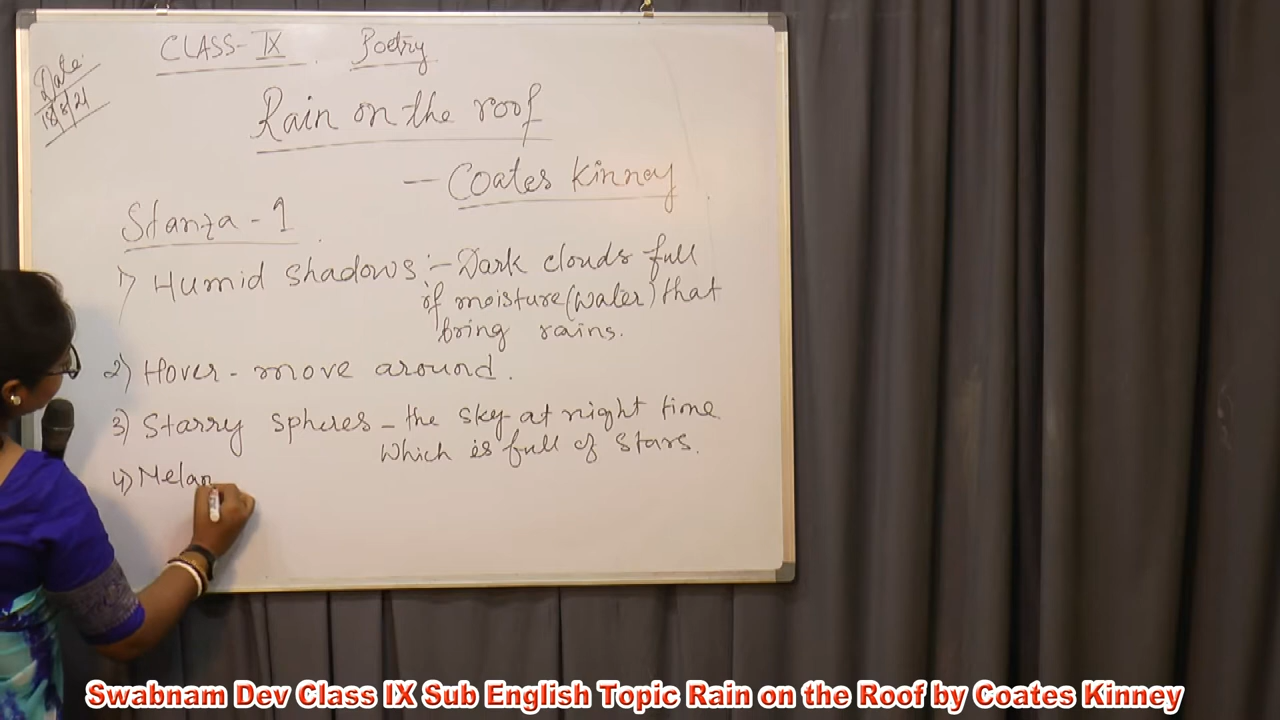 Date:
18/8/21
CLASS-IX Poetry
Rain on the roof
- Coates Kinney
Stanza - 1
1) Humid shadows :- Dark clouds full
of moisture (water) that
bring rains.
2) Hover - move around.
3) Starry spheres - the sky at night time
which is full of stars.
4) Melan
Swabnam Dev Class IX Sub English Topic Rain on the Roof by Coates Kinney